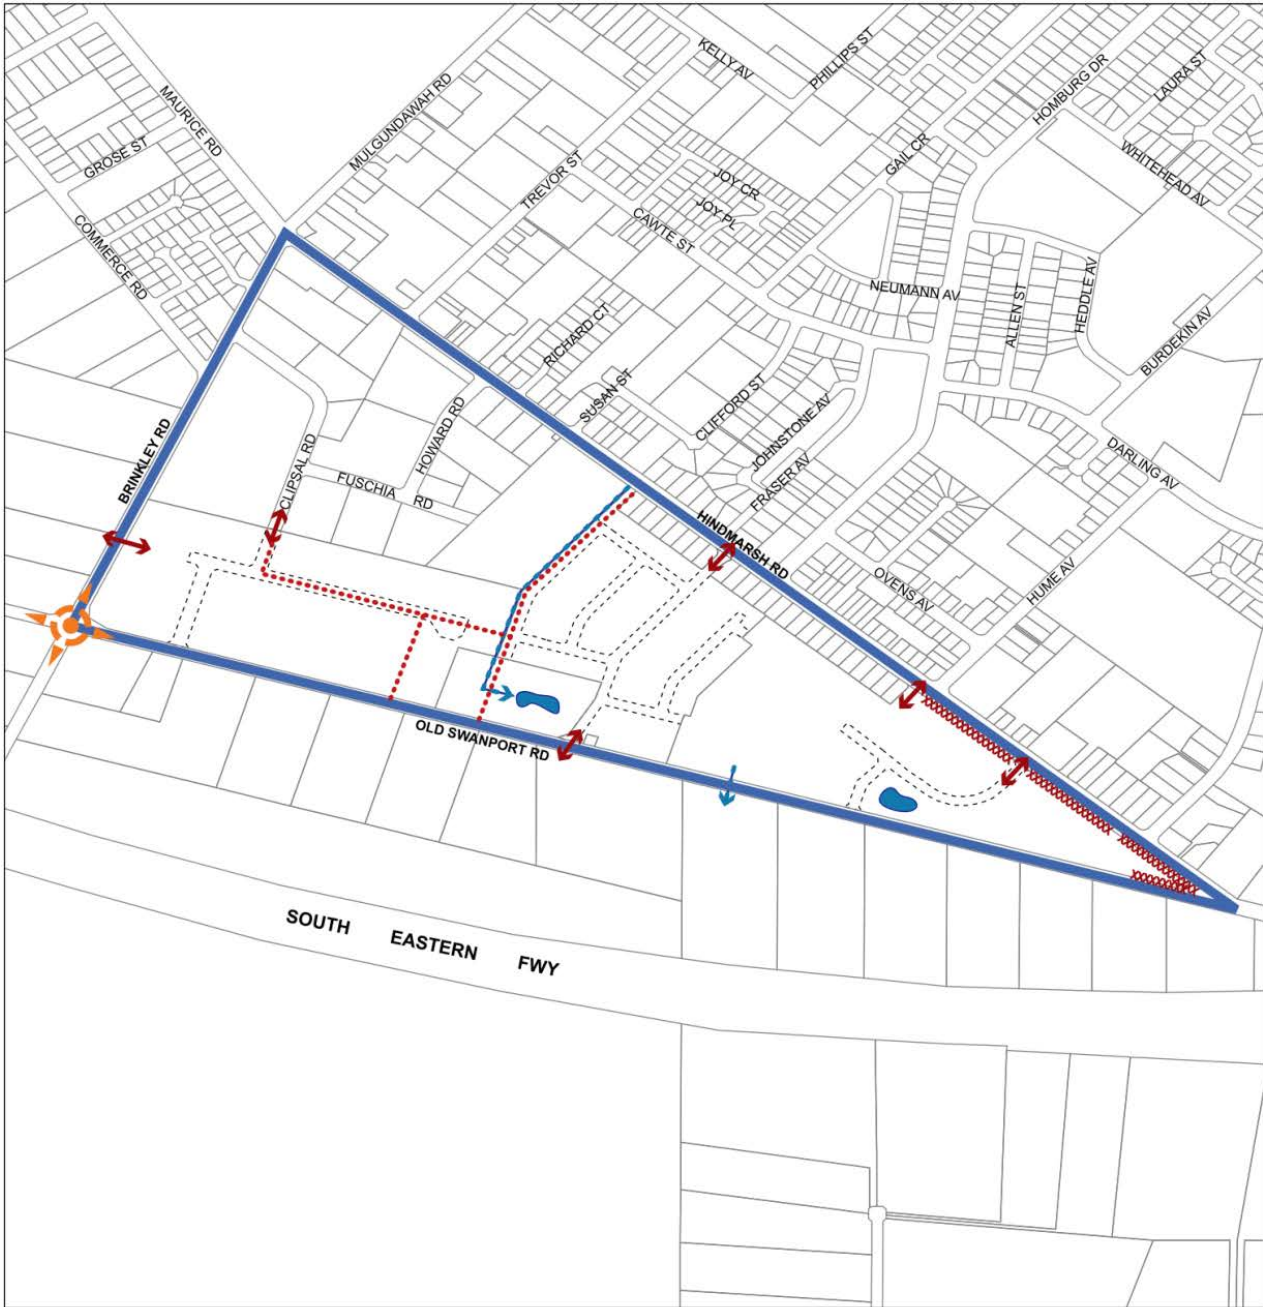 KELLY AV
PHILLIPS ST
HOMBURG DR
LAURA ST
MAURICE RD
MULGUNDAWAH RD
GROSE ST
GAIL CR
WHITEHEAD AV
TREVOR ST
JOY CR
JOY PL
CAWTE ST
COMMERCE RD
NEUMANN AV
ALLEN ST
HEDDLE AV
BURDEKIN AV
RICHARD CT
SUSAN ST
CLIFFORD ST
JOHNSTONE AV
FRASER AV
DARLING AV
BRINKLEY RD
CLIPSAL RD
HOWARD RD
FUSCHIA RD
HINDMARSH RD
OVENS AV
HUME AV
OLD SWANPORT RD
SOUTH EASTERN FWY